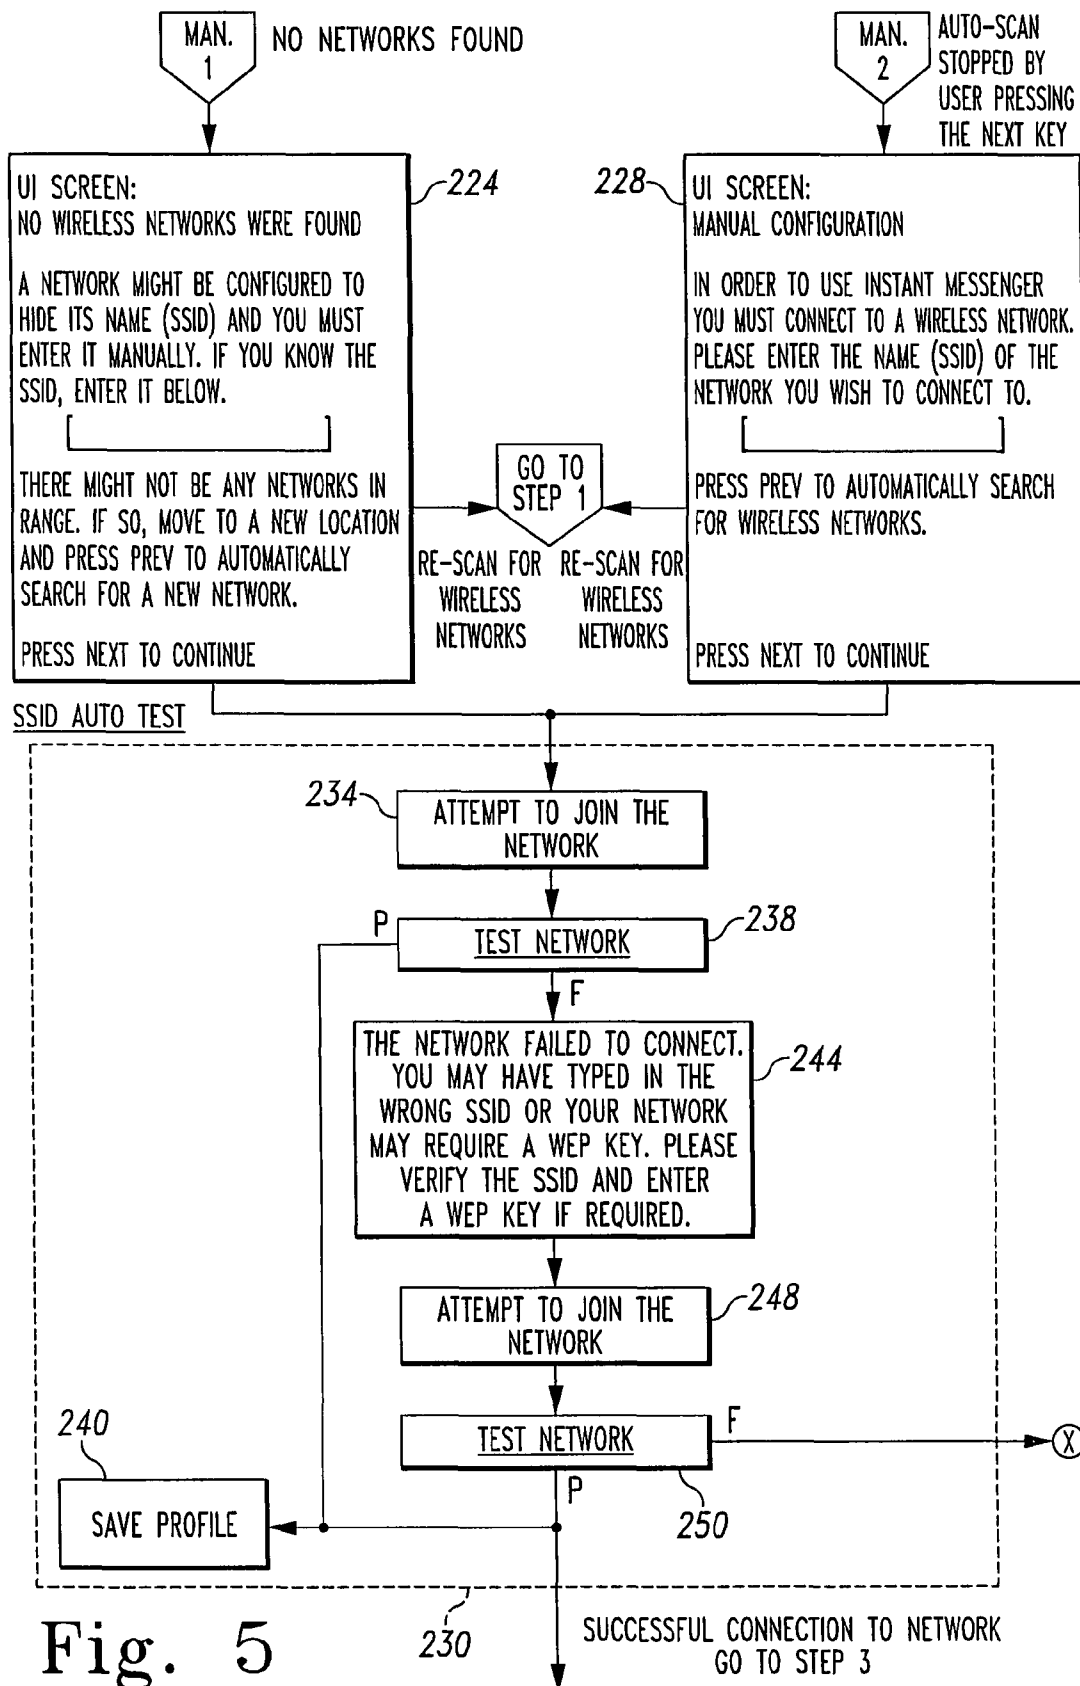 MAN.
1
NO NETWORKS FOUND
MAN.
2
AUTO-SCAN
STOPPED BY
USER PRESSING
THE NEXT KEY
224
UI SCREEN:
NO WIRELESS NETWORKS WERE FOUND
A NETWORK MIGHT BE CONFIGURED TO
HIDE ITS NAME (SSID) AND YOU MUST
ENTER IT MANUALLY. IF YOU KNOW THE
SSID, ENTER IT BELOW.
THERE MIGHT NOT BE ANY NETWORKS IN
RANGE. IF SO, MOVE TO A NEW LOCATION
AND PRESS PREV TO AUTOMATICALLY
SEARCH FOR A NEW NETWORK.
PRESS NEXT TO CONTINUE
228
UI SCREEN:
MANUAL CONFIGURATION
IN ORDER TO USE INSTANT MESSENGER
YOU MUST CONNECT TO A WIRELESS NETWORK.
PLEASE ENTER THE NAME (SSID) OF THE
NETWORK YOU WISH TO CONNECT TO.
PRESS PREV TO AUTOMATICALLY SEARCH
FOR WIRELESS NETWORKS.
PRESS NEXT TO CONTINUE
GO TO
STEP 1
RE-SCAN FOR
WIRELESS
NETWORKS
RE-SCAN FOR
WIRELESS
NETWORKS
SSID AUTO TEST
234
ATTEMPT TO JOIN THE
NETWORK
P
238
TEST NETWORK
F
THE NETWORK FAILED TO CONNECT.
YOU MAY HAVE TYPED IN THE
WRONG SSID OR YOUR NETWORK
MAY REQUIRE A WEP KEY. PLEASE
VERIFY THE SSID AND ENTER
A WEP KEY IF REQUIRED.
244
ATTEMPT TO JOIN THE
NETWORK
248
TEST NETWORK
F
X
P
250
240
SAVE PROFILE
230
SUCCESSFUL CONNECTION TO NETWORK
GO TO STEP 3
Fig. 5